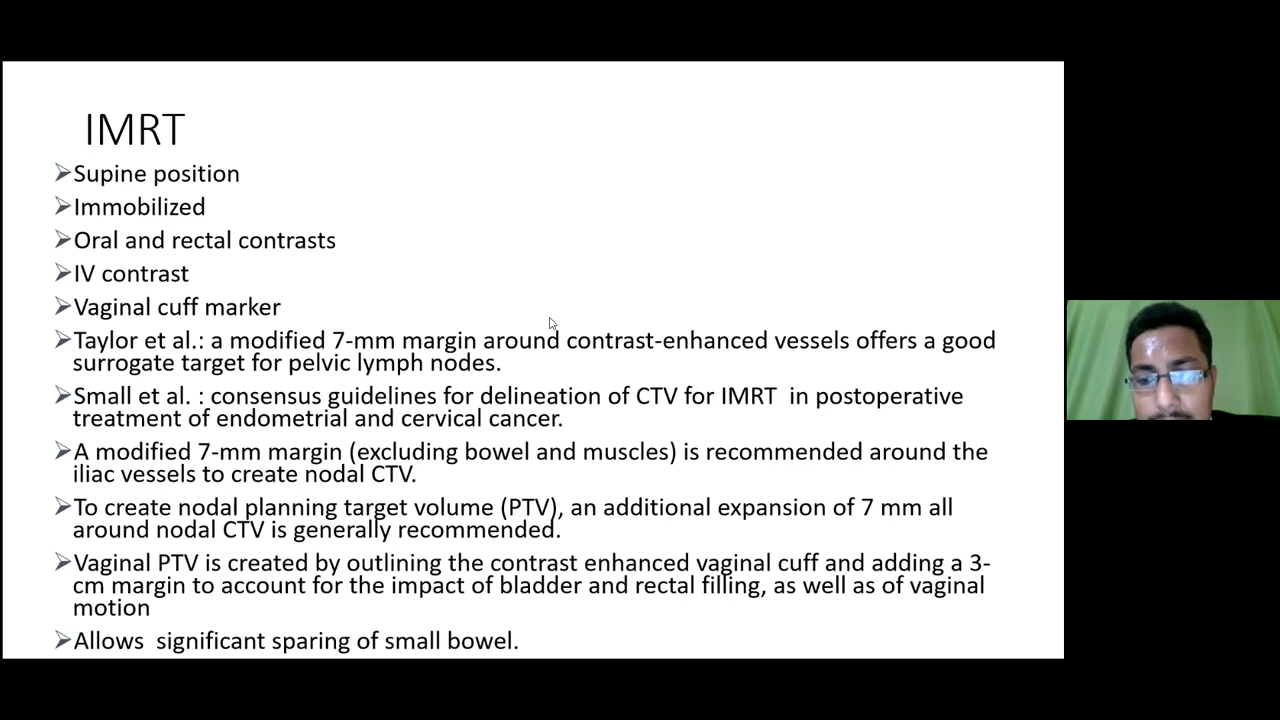 IMRT
Supine position
Immobilized
Oral and rectal contrasts
IV contrast
Vaginal cuff marker
Taylor et al.: a modified 7-mm margin around contrast-enhanced vessels offers a good
surrogate target for pelvic lymph nodes.
Small et al. : consensus guidelines for delineation of CTV for IMRT  in postoperative
treatment of endometrial and cervical cancer.
A modified 7-mm margin (excluding bowel and muscles) is recommended around the
iliac vessels to create nodal CTV.
To create nodal planning target volume (PTV), an additional expansion of 7 mm all
around nodal CTV is generally recommended.
Vaginal PTV is created by outlining the contrast enhanced vaginal cuff and adding a 3-
cm margin to account for the impact of bladder and rectal filling, as well as of vaginal
motion
Allows  significant sparing of small bowel.